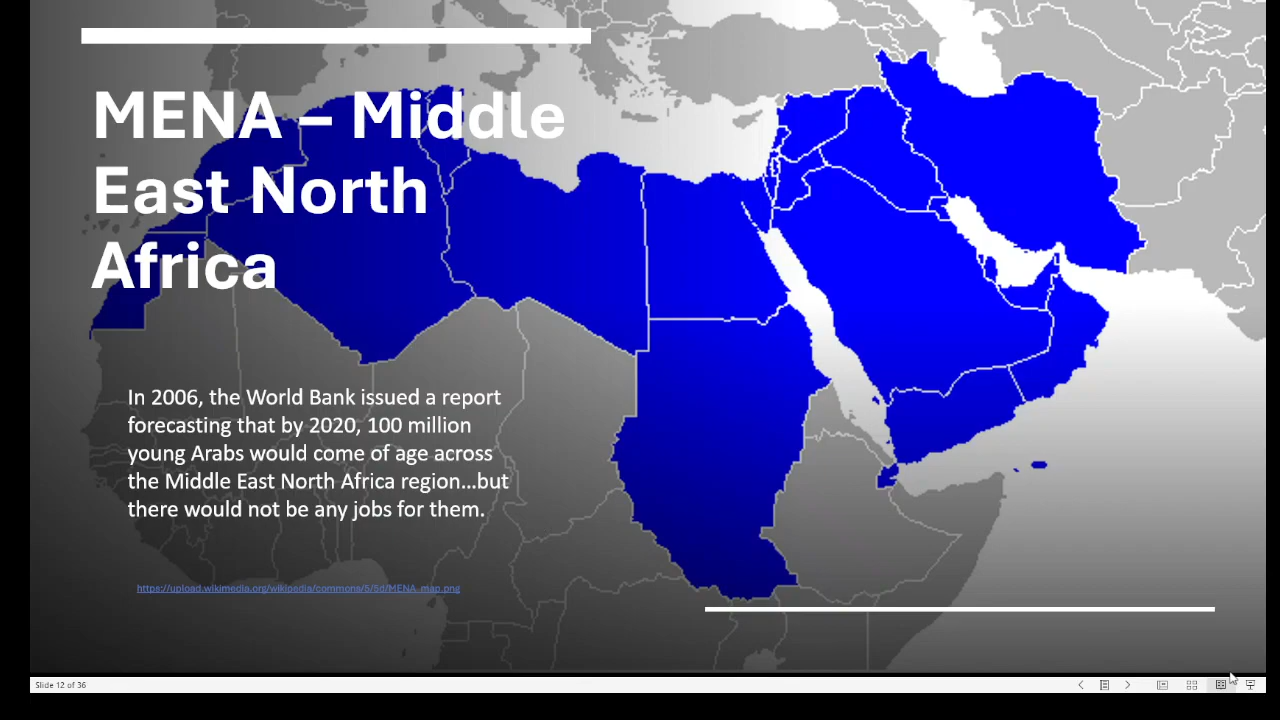 MENA – Middle
East North
Africa
In 2006, the World Bank issued a report
forecasting that by 2020, 100 million
young Arabs would come of age across
the Middle East North Africa region...but
there would not be any jobs for them.
https://upload.wikimedia.org/wikipedia/commons/5/5d/MENA_map.png
Slide 12 of 36